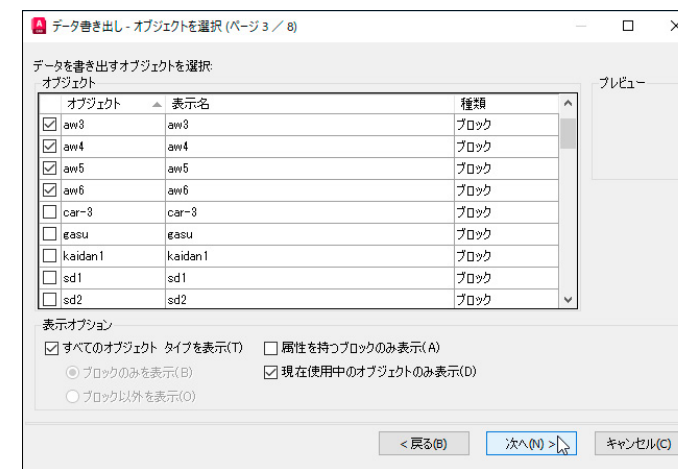 データ書き出し - オブジェクトを選択 (ページ 3 ／ 8)
データを書き出すオブジェクトを選択:
オブジェクト
プレビュー
オブジェクト 表示名 種類
aw3 aw3 ブロック
aw4 aw4 ブロック
aw5 aw5 ブロック
aw6 aw6 ブロック
car-3 car-3 ブロック
gasu gasu ブロック
kaidan1 kaidan1 ブロック
sd1 sd1 ブロック
sd2 sd2 ブロック
表示オプション
すべてのオブジェクト タイプを表示(T) 属性を持つブロックのみ表示(A)
ブロックのみを表示(B) 現在使用中のオブジェクトのみ表示(D)
ブロック以外を表示(O)
< 戻る(B) 次へ(N) > キャンセル(C)